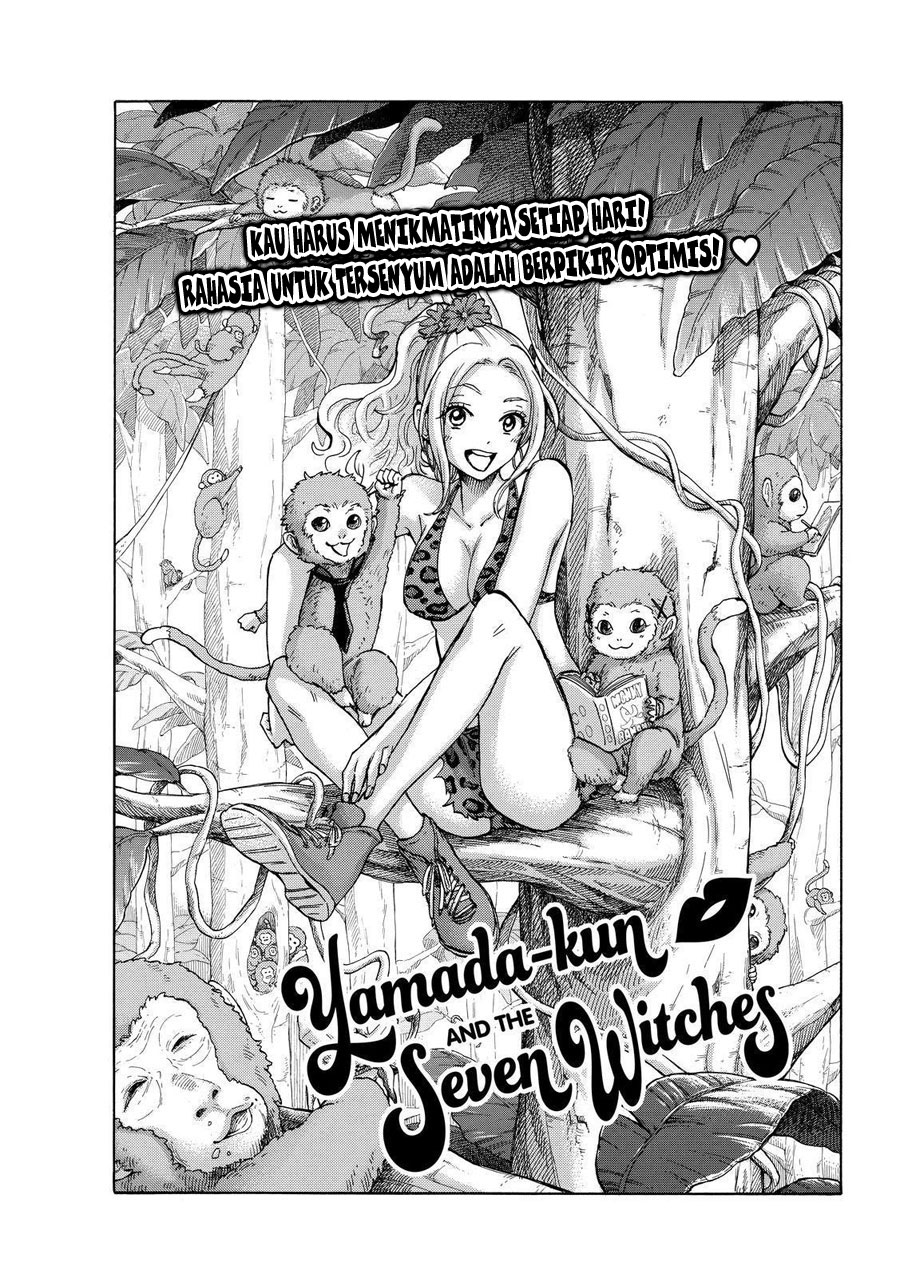 KAU HARUS MENIKMATINYA SETIAP HARI!
RAHASIA UNTUK TERSENYUM ADALAH BERPIKIR OPTIMIS! ♥
Yamada-kun
AND THE
Seven Witches